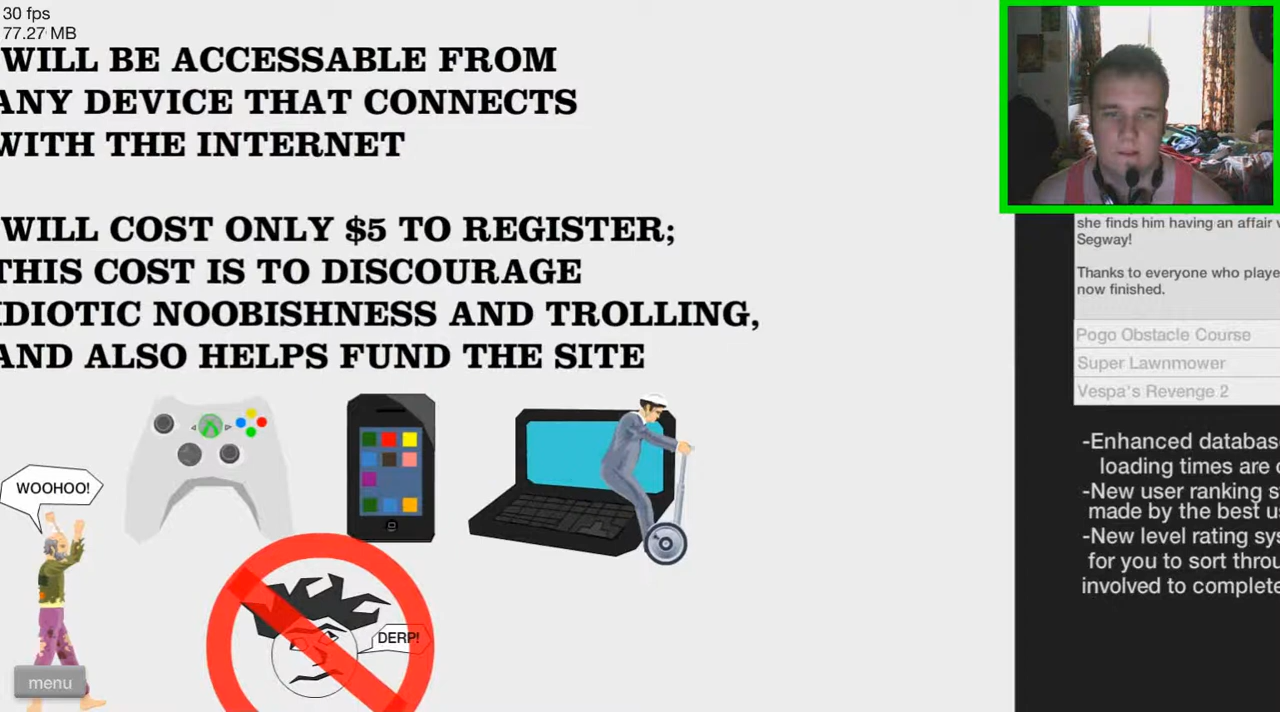 30 fps
77.27 MB
WILL BE ACCESSABLE FROM
ANY DEVICE THAT CONNECTS
WITH THE INTERNET
WILL COST ONLY $5 TO REGISTER;
THIS COST IS TO DISCOURAGE
IDIOTIC NOOBISHNESS AND TROLLING,
AND ALSO HELPS FUND THE SITE
WOOHOO!
DERP!
menu
she finds him having an affair
Segway!
Thanks to everyone who playe
now finished.
Pogo Obstacle Course
Super Lawnmower
Vespa's Revenge 2
-Enhanced database
loading times are
-New user ranking s
made by the best us
-New level rating sys
for you to sort throu
involved to complete